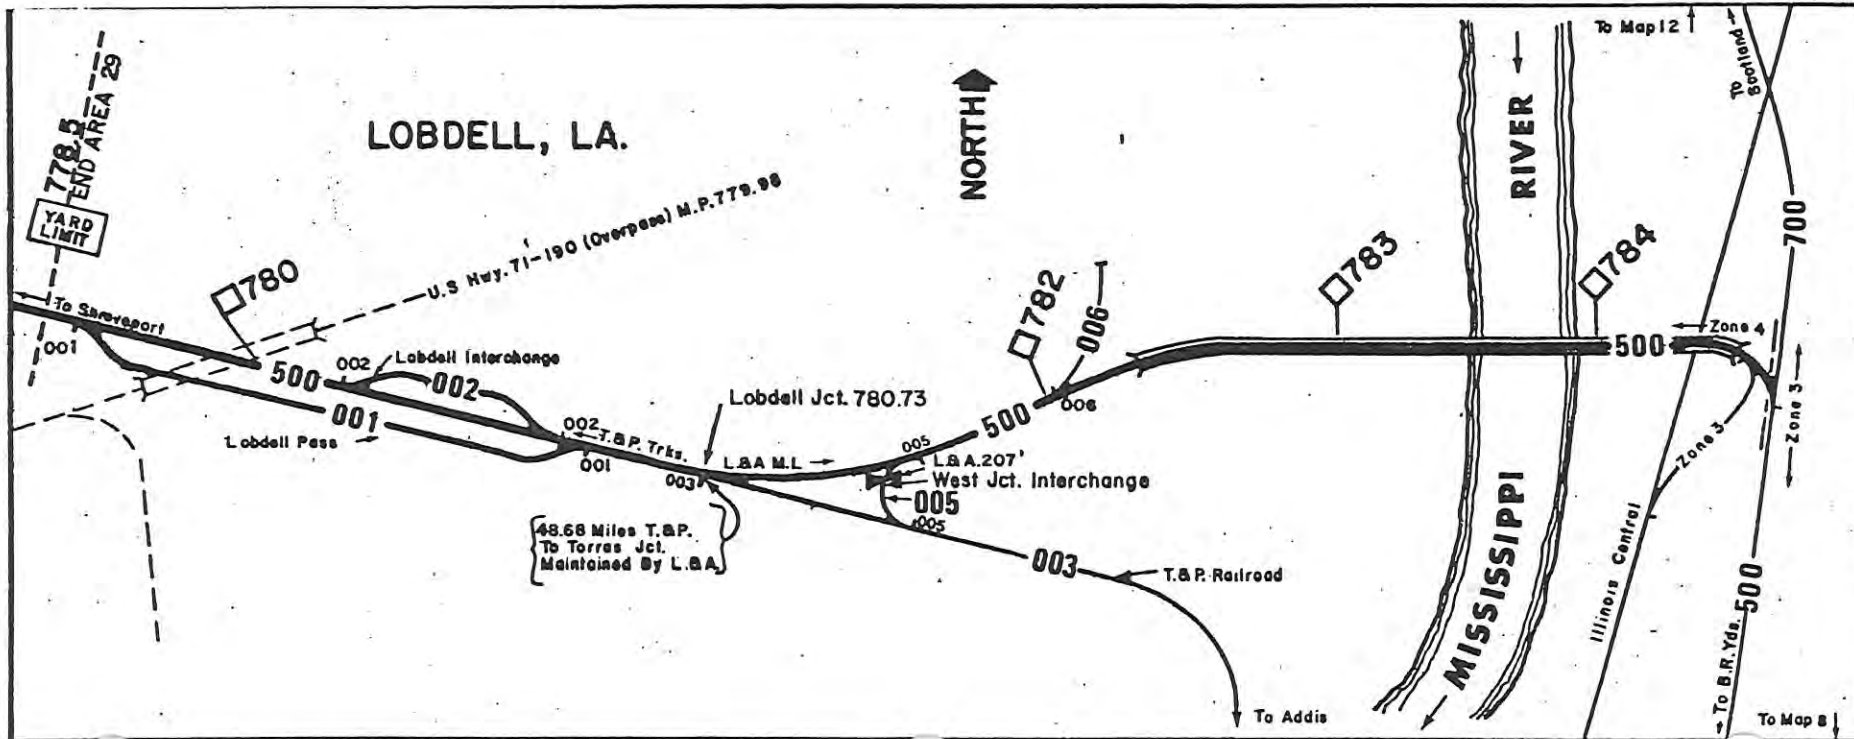 To Map 12
To
Scotland
778.5
END AREA 29
YARD
LIMIT
LOBDELL, LA.
NORTH
RIVER
700
U.S Hwy. 71-190 (Overpass) M.P. 779.98
780
782
783
784
006
To Shreveport
001
500
002
Lobdell Interchange
002
001
Lobdell Pass
002
T.&P. Trks.
001
Lobdell Jct. 780.73
003
L&A M.L
005
500
006
L.&A. 207'
West Jct. Interchange
005
005
500
Zone 4
Zone 3
Zone 3
48.68 Miles T.&P.
To Torras Jct.
Maintained By L.&A.
003
T.&P. Railroad
To Addis
MISSISSIPPI
Illinois Central
500
To B.R. Yds.
To Map 8